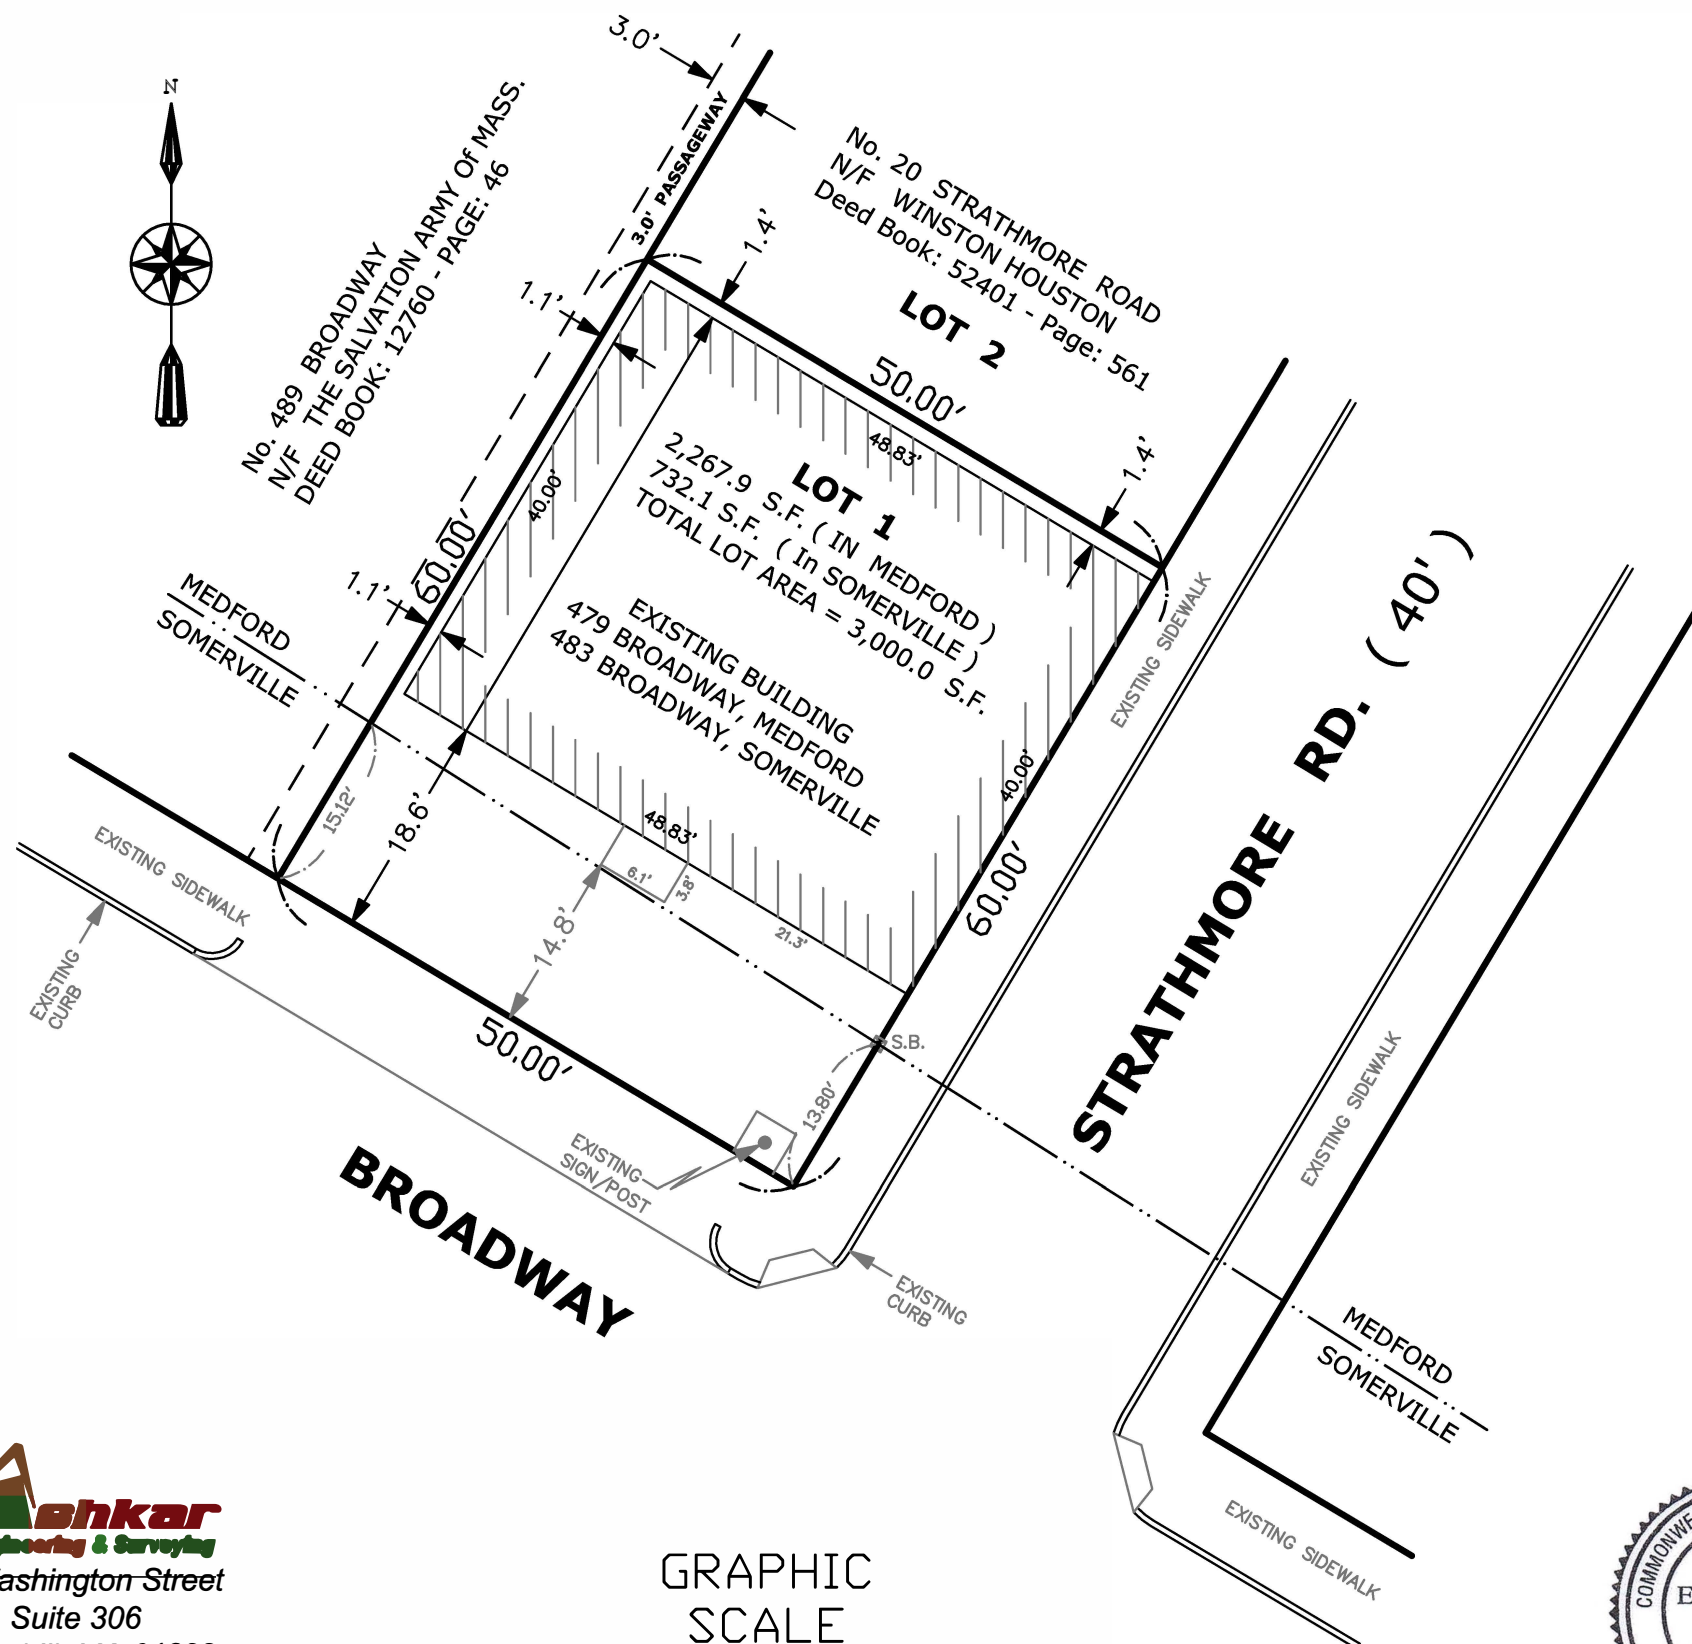 N
3.0'
3.0' PASSAGEWAY
No. 489 BROADWAY
N/F THE SALVATION ARMY Of MASS.
DEED BOOK: 12760 - PAGE: 46
No. 20 STRATHMORE ROAD
N/F WINSTON HOUSTON
Deed Book: 52401 - Page: 561
LOT 2
1.4'
1.1'
50.00'
48.83'
1.4'
LOT 1
2,267.9 S.F. ( IN MEDFORD )
732.1 S.F. ( In SOMERVILLE )
TOTAL LOT AREA = 3,000.0 S.F.
40.00'
60.00'
1.1'
MEDFORD
SOMERVILLE
EXISTING BUILDING
479 BROADWAY, MEDFORD
483 BROADWAY, SOMERVILLE
EXISTING SIDEWALK
STRATHMORE RD. ( 40' )
40.00'
60.00'
15.12'
18.6'
48.83'
6.1'
3.8'
21.3'
14.8'
EXISTING SIDEWALK
EXISTING
CURB
50.00'
S.B.
13.80'
EXISTING
SIGN/POST
BROADWAY
EXISTING
CURB
EXISTING SIDEWALK
MEDFORD
SOMERVILLE
EXISTING SIDEWALK
& Surveying
ashington Street
Suite 306
GRAPHIC
SCALE
COMMONWE
E